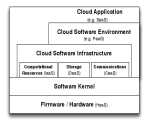 Cloud Application
(e.g. SaaS)
Cloud Software Environment
(e.g. PaaS)
Cloud Software Infrastructure
Computational
Resources (IaaS)
Storage
(DaaS)
Communications
(CaaS)
Software Kernel
Firmware / Hardware (HaaS)